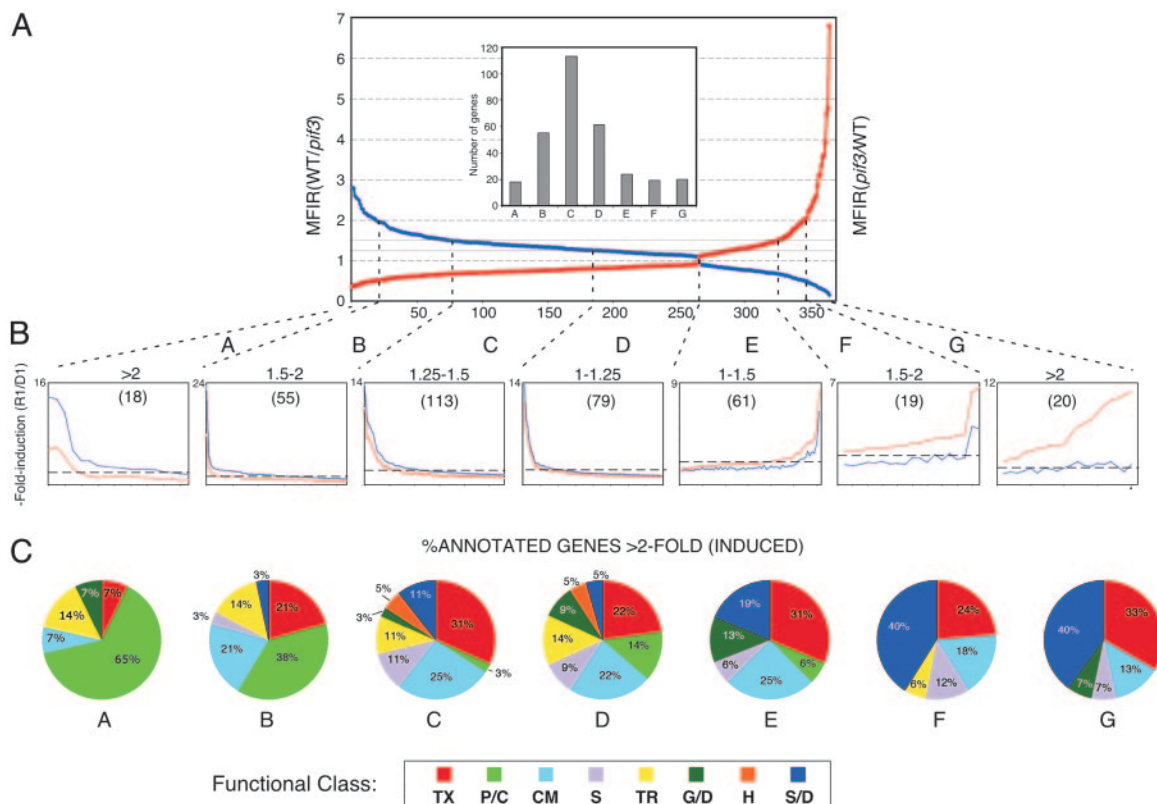 A
7
6
5
4
3
2
1
0
MFIR(WT/pif3)
MFIR(pif3/WT)
120
100
80
60
40
20
0
Number of genes
A B C D E F G
50 100 150 200 250 300 350
B
A B C D E F G
-Fold-induction (R1/D1)
16 >2 (18)
24 1.5-2 (55)
14 1.25-1.5 (113)
14 1-1.25 (79)
9 1-1.5 (61)
7 1.5-2 (19)
12 >2 (20)
C
%ANNOTATED GENES >2-FOLD (INDUCED)
7% 7% 14% 7% 65%
A
3% 21% 14% 3% 21% 38%
B
11% 5% 3% 31% 11% 11% 25% 3%
C
5% 5% 9% 22% 14% 14% 9% 22%
D
19% 31% 13% 6% 6% 25%
E
40% 24% 18% 6% 12%
F
40% 33% 13% 7% 7%
G
Functional Class:
TX P/C CM S TR G/D H S/D